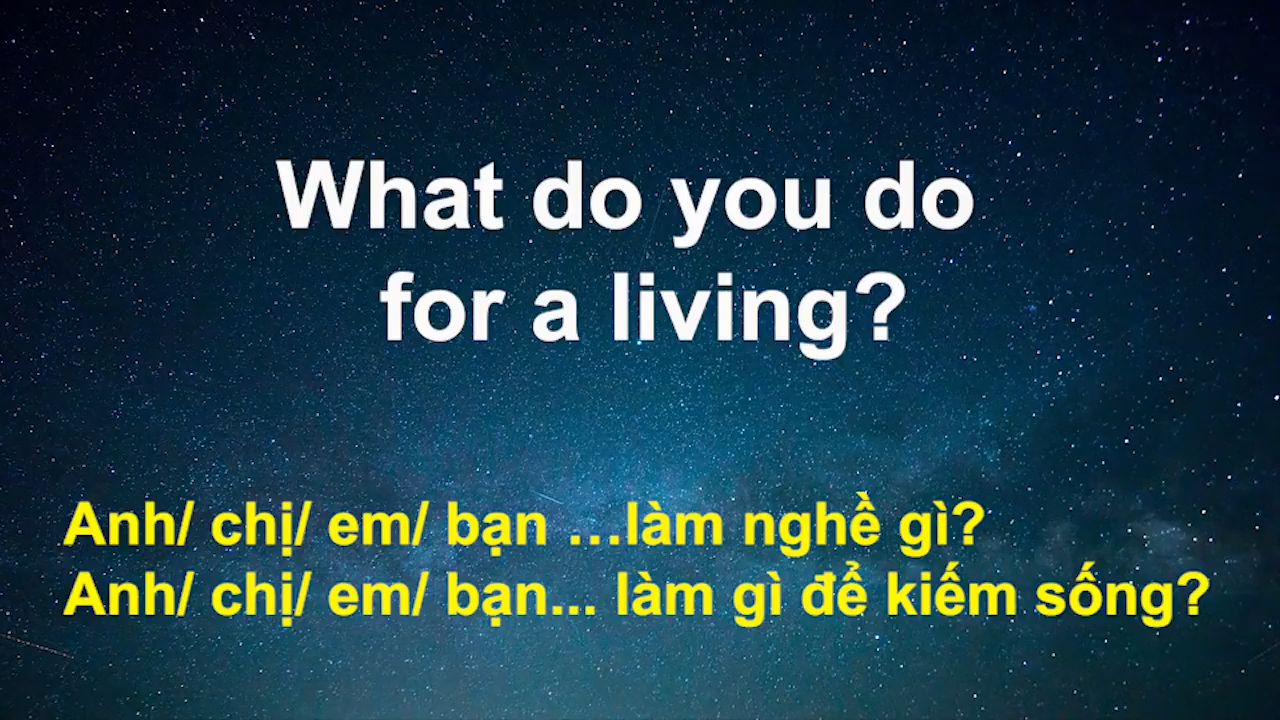 What do you do
for a living?
Anh/ chị/ em/ bạn …làm nghề gì?
Anh/ chị/ em/ bạn... làm gì để kiếm sống?